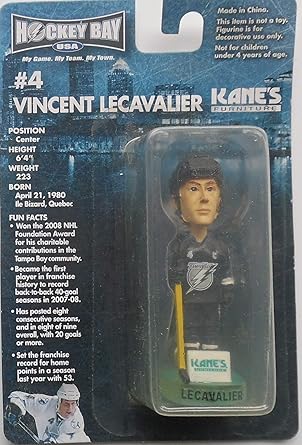 HOCKEY BAY
USA
My Game. My Team. My Town.
Made in China.
This item is not a toy.
Figurine is for
decorative use only.
Not for children
under 4 years of age.
#4
VINCENT LECAVALIER
KANE'S
FURNITURE
POSITION
Center
HEIGHT
6'4"
WEIGHT
223
BORN
April 21, 1980
Ile Bizard, Quebec
FUN FACTS
• Won the 2008 NHL
Foundation Award
for his charitable
contributions in the
Tampa Bay community.
• Became the first
player in franchise
history to record
back-to-back 40-goal
seasons in 2007-08.
• Has posted eight
consecutive seasons,
and in eight of nine
overall, with 20 goals
or more.
• Set the franchise
record for home
points in a season
last year with 53.
4
KANE'S
FURNITURE
LECAVALIER